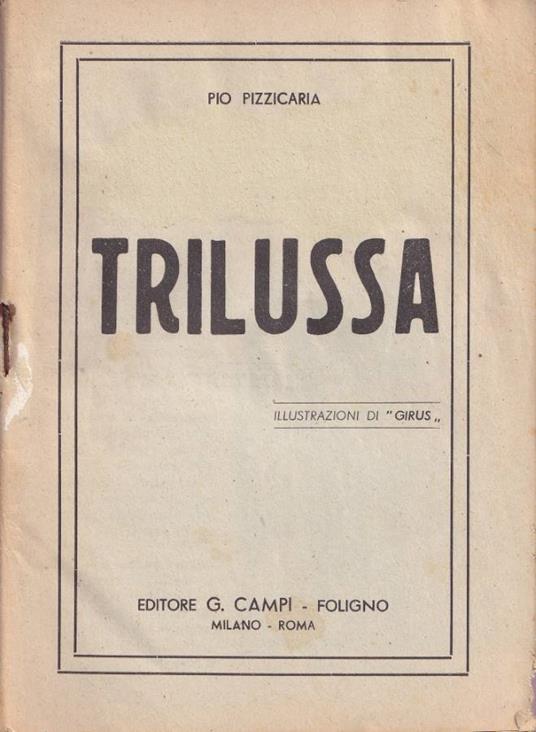 PIO PIZZICARIA
TRILUSSA
ILLUSTRAZIONI DI " GIRUS „
EDITORE G. CAMPI - FOLIGNO
MILANO - ROMA